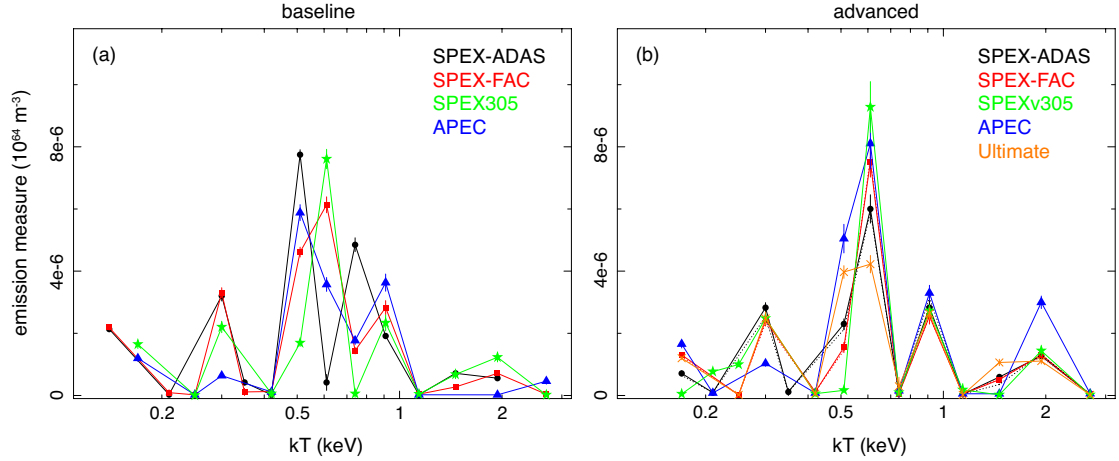 baseline
advanced
(a)
SPEX-ADAS
SPEX-FAC
SPEX305
APEC
(b)
SPEX-ADAS
SPEX-FAC
SPEXv305
APEC
Ultimate
emission measure (10⁶⁴ m⁻³)
8e-6
4e-6
0
0.2
0.5
1
2
kT (keV)
8e-6
4e-6
0
0.2
0.5
1
2
kT (keV)